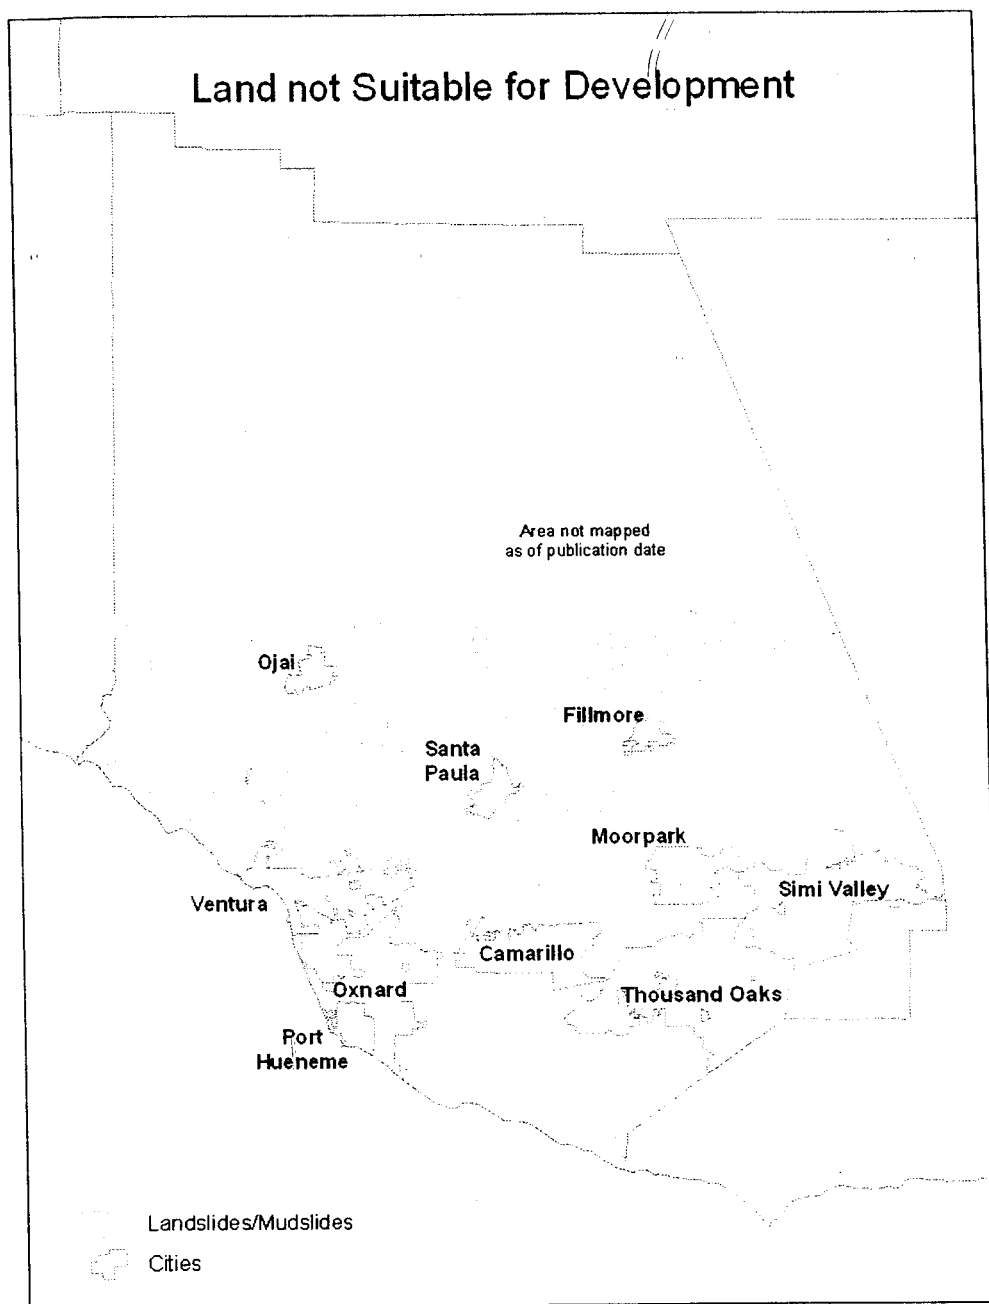 Land not Suitable for Development
Area not mapped
as of publication date
Ojai
Fillmore
Santa
Paula
Moorpark
Simi Valley
Ventura
Camarillo
Oxnard
Thousand Oaks
Port
Hueneme
Landslides/Mudslides
Cities